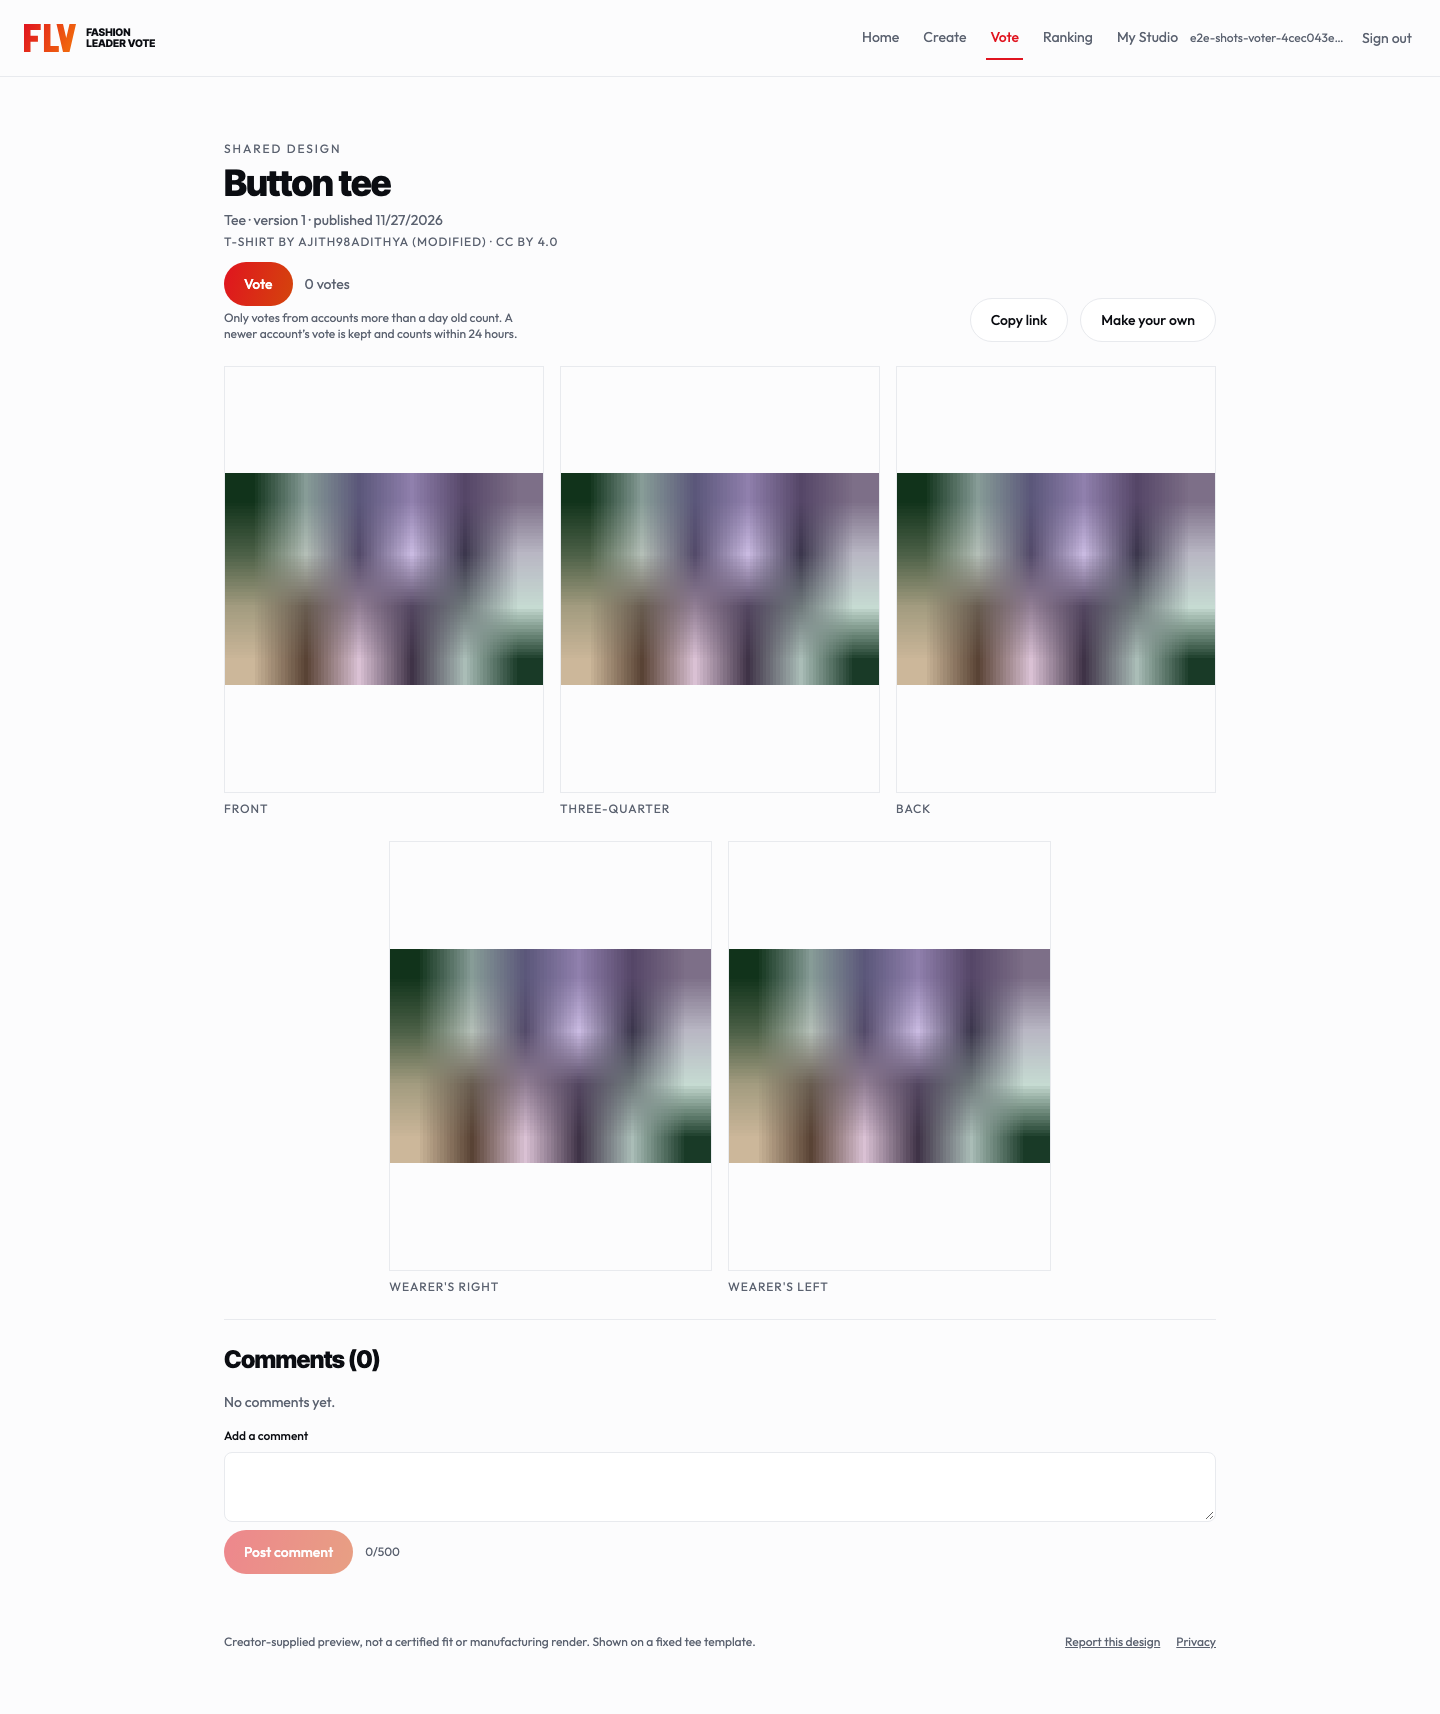 FLV FASHION
LEADER VOTE
Home Create Vote Ranking My Studio e2e-shots-voter-4cec043e... Sign out
SHARED DESIGN
Button tee
Tee · version 1 · published 11/27/2026
T-SHIRT BY AJITH98ADITHYA (MODIFIED) · CC BY 4.0
Vote 0 votes
Only votes from accounts more than a day old count. A
newer account's vote is kept and counts within 24 hours.
Copy link Make your own
FRONT THREE-QUARTER BACK
WEARER'S RIGHT WEARER'S LEFT
Comments (0)
No comments yet.
Add a comment
Post comment 0/500
Creator-supplied preview, not a certified fit or manufacturing render. Shown on a fixed tee template.
Report this design Privacy